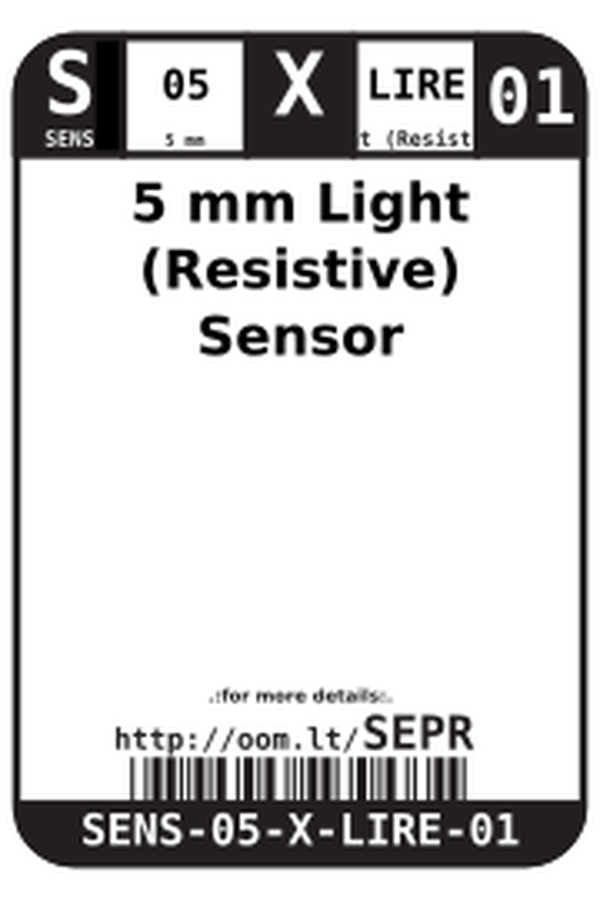 S 05 X LIRE 01
SENS 5 mm t (Resist
5 mm Light
(Resistive)
Sensor
.:for more details:.
http://oom.lt/SEPR
SENS-05-X-LIRE-01